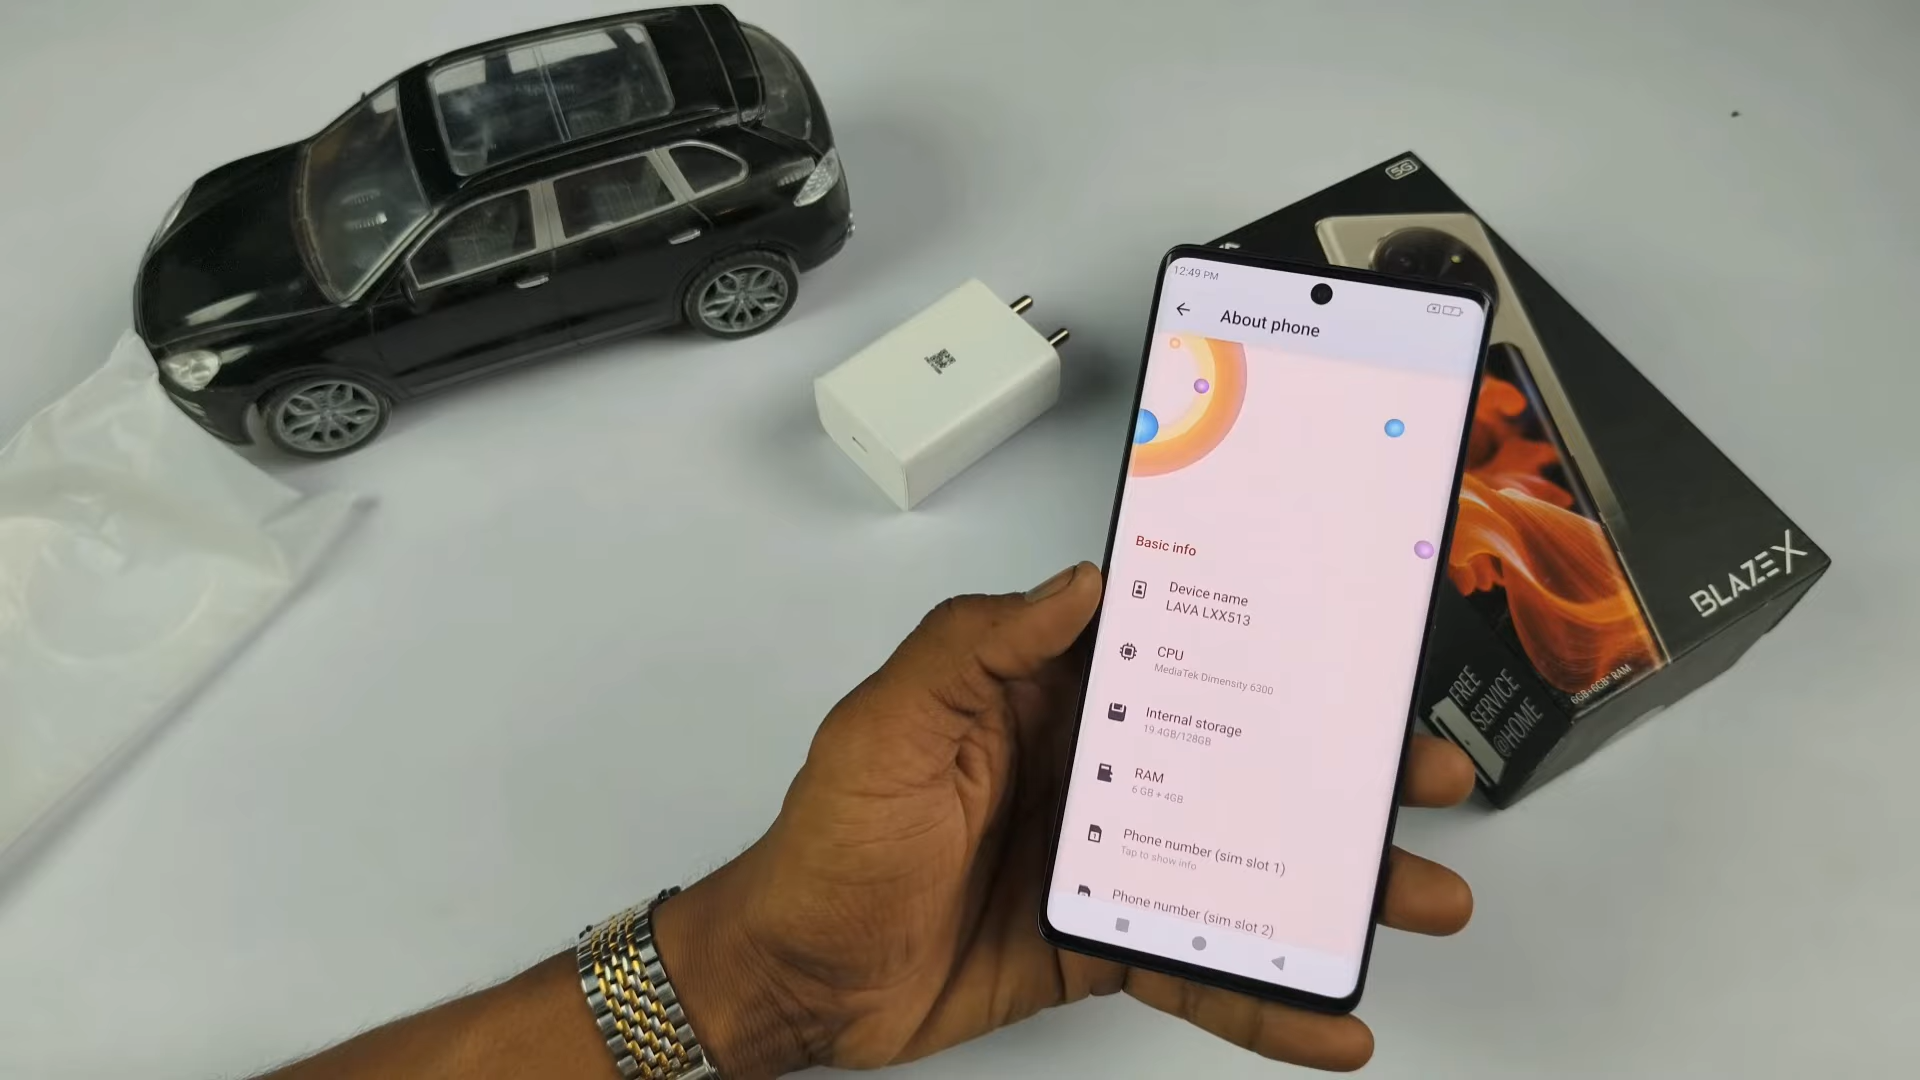 12:49 PM
About phone
Basic info
Device name
LAVA LXX513
CPU
MediaTek Dimensity 6300
Internal storage
19.4GB/128GB
RAM
6 GB + 4GB
Phone number (sim slot 1)
Tap to show info
Phone number (sim slot 2)
5G
BLAZE X
6GB+6GB* RAM
FREE
SERVICE
@HOME